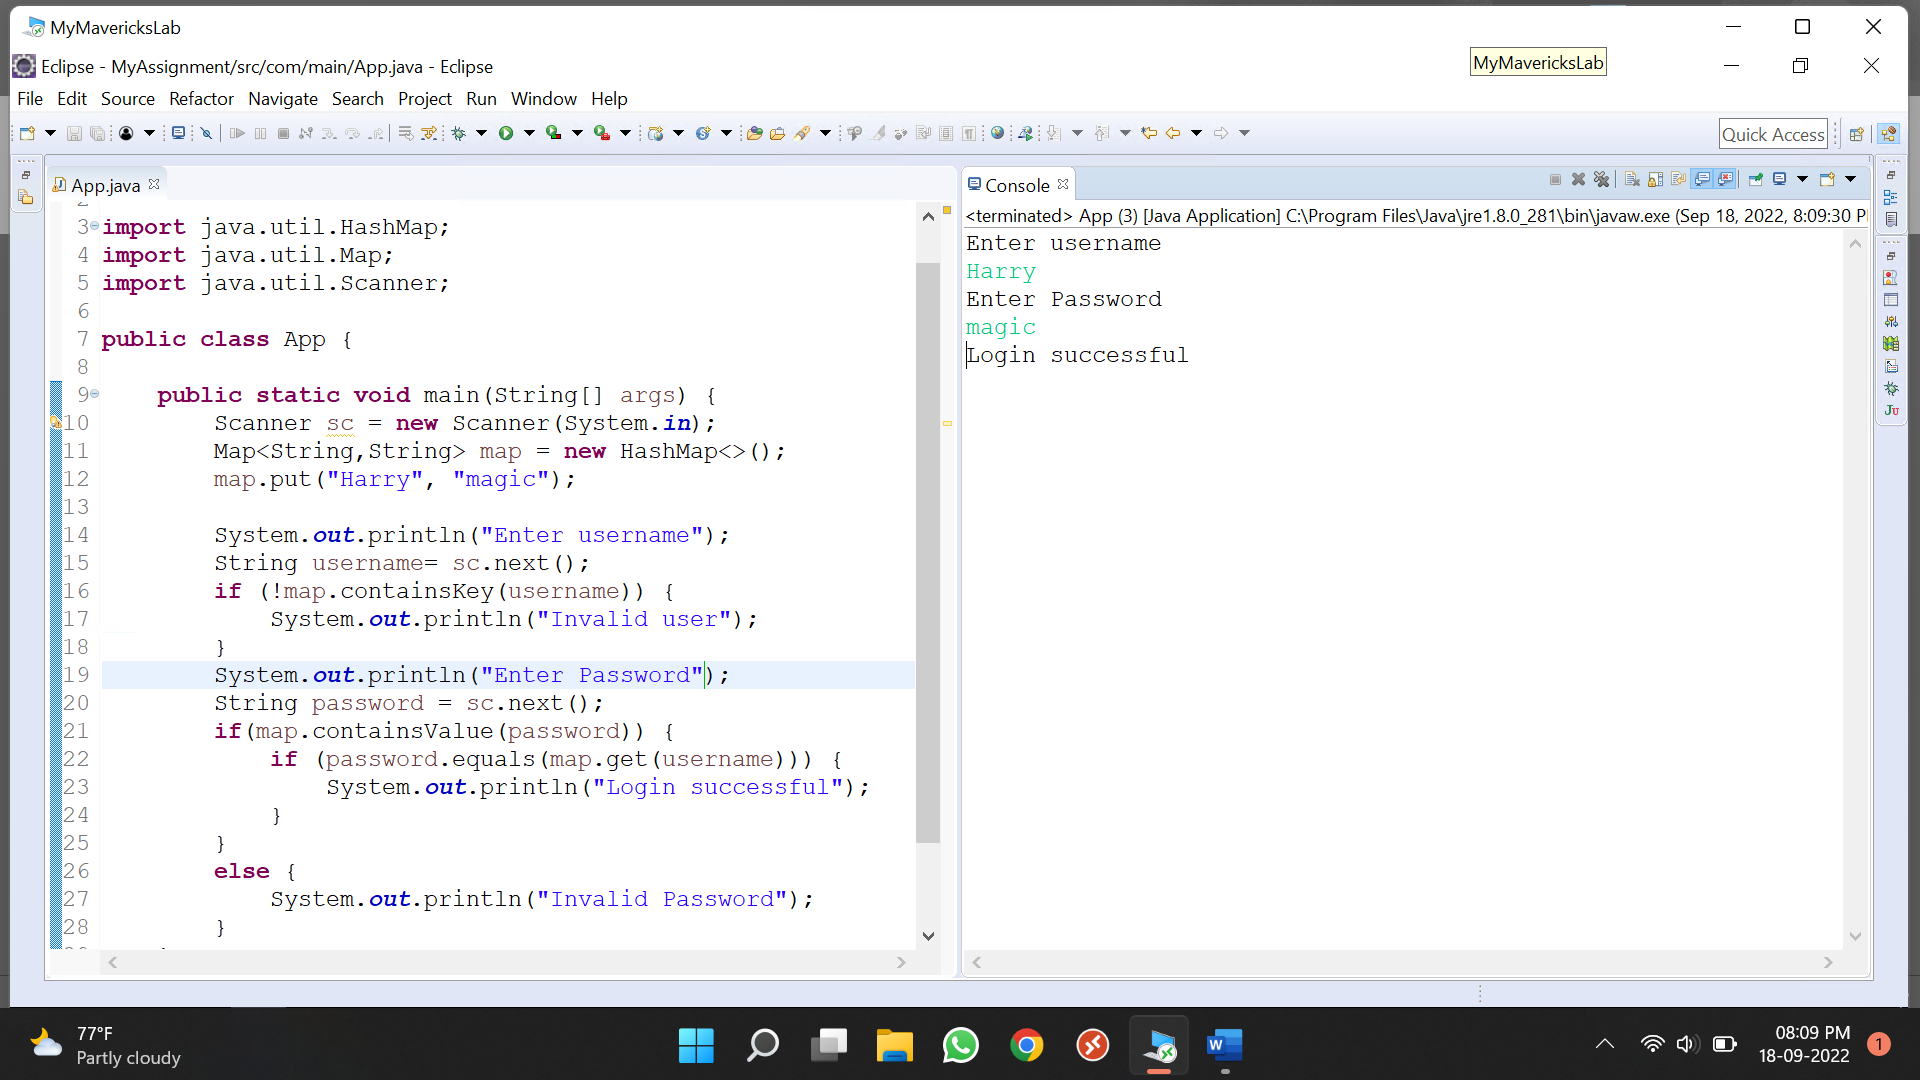 MyMavericksLab
Eclipse - MyAssignment/src/com/main/App.java - Eclipse
MyMavericksLab
File Edit Source Refactor Navigate Search Project Run Window Help
Quick Access
App.java
3 import java.util.HashMap;
4 import java.util.Map;
5 import java.util.Scanner;
6
7 public class App {
8
9 public static void main(String[] args) {
10 Scanner sc = new Scanner(System.in);
11 Map<String,String> map = new HashMap<>();
12 map.put("Harry", "magic");
13
14 System.out.println("Enter username");
15 String username= sc.next();
16 if (!map.containsKey(username)) {
17 System.out.println("Invalid user");
18 }
19 System.out.println("Enter Password");
20 String password = sc.next();
21 if(map.containsValue(password)) {
22 if (password.equals(map.get(username))) {
23 System.out.println("Login successful");
24 }
25 }
26 else {
27 System.out.println("Invalid Password");
28 }
Console
<terminated> App (3) [Java Application] C:\Program Files\Java\jre1.8.0_281\bin\javaw.exe (Sep 18, 2022, 8:09:30 P
Enter username
Harry
Enter Password
magic
Login successful
77°F
Partly cloudy
08:09 PM
18-09-2022
1